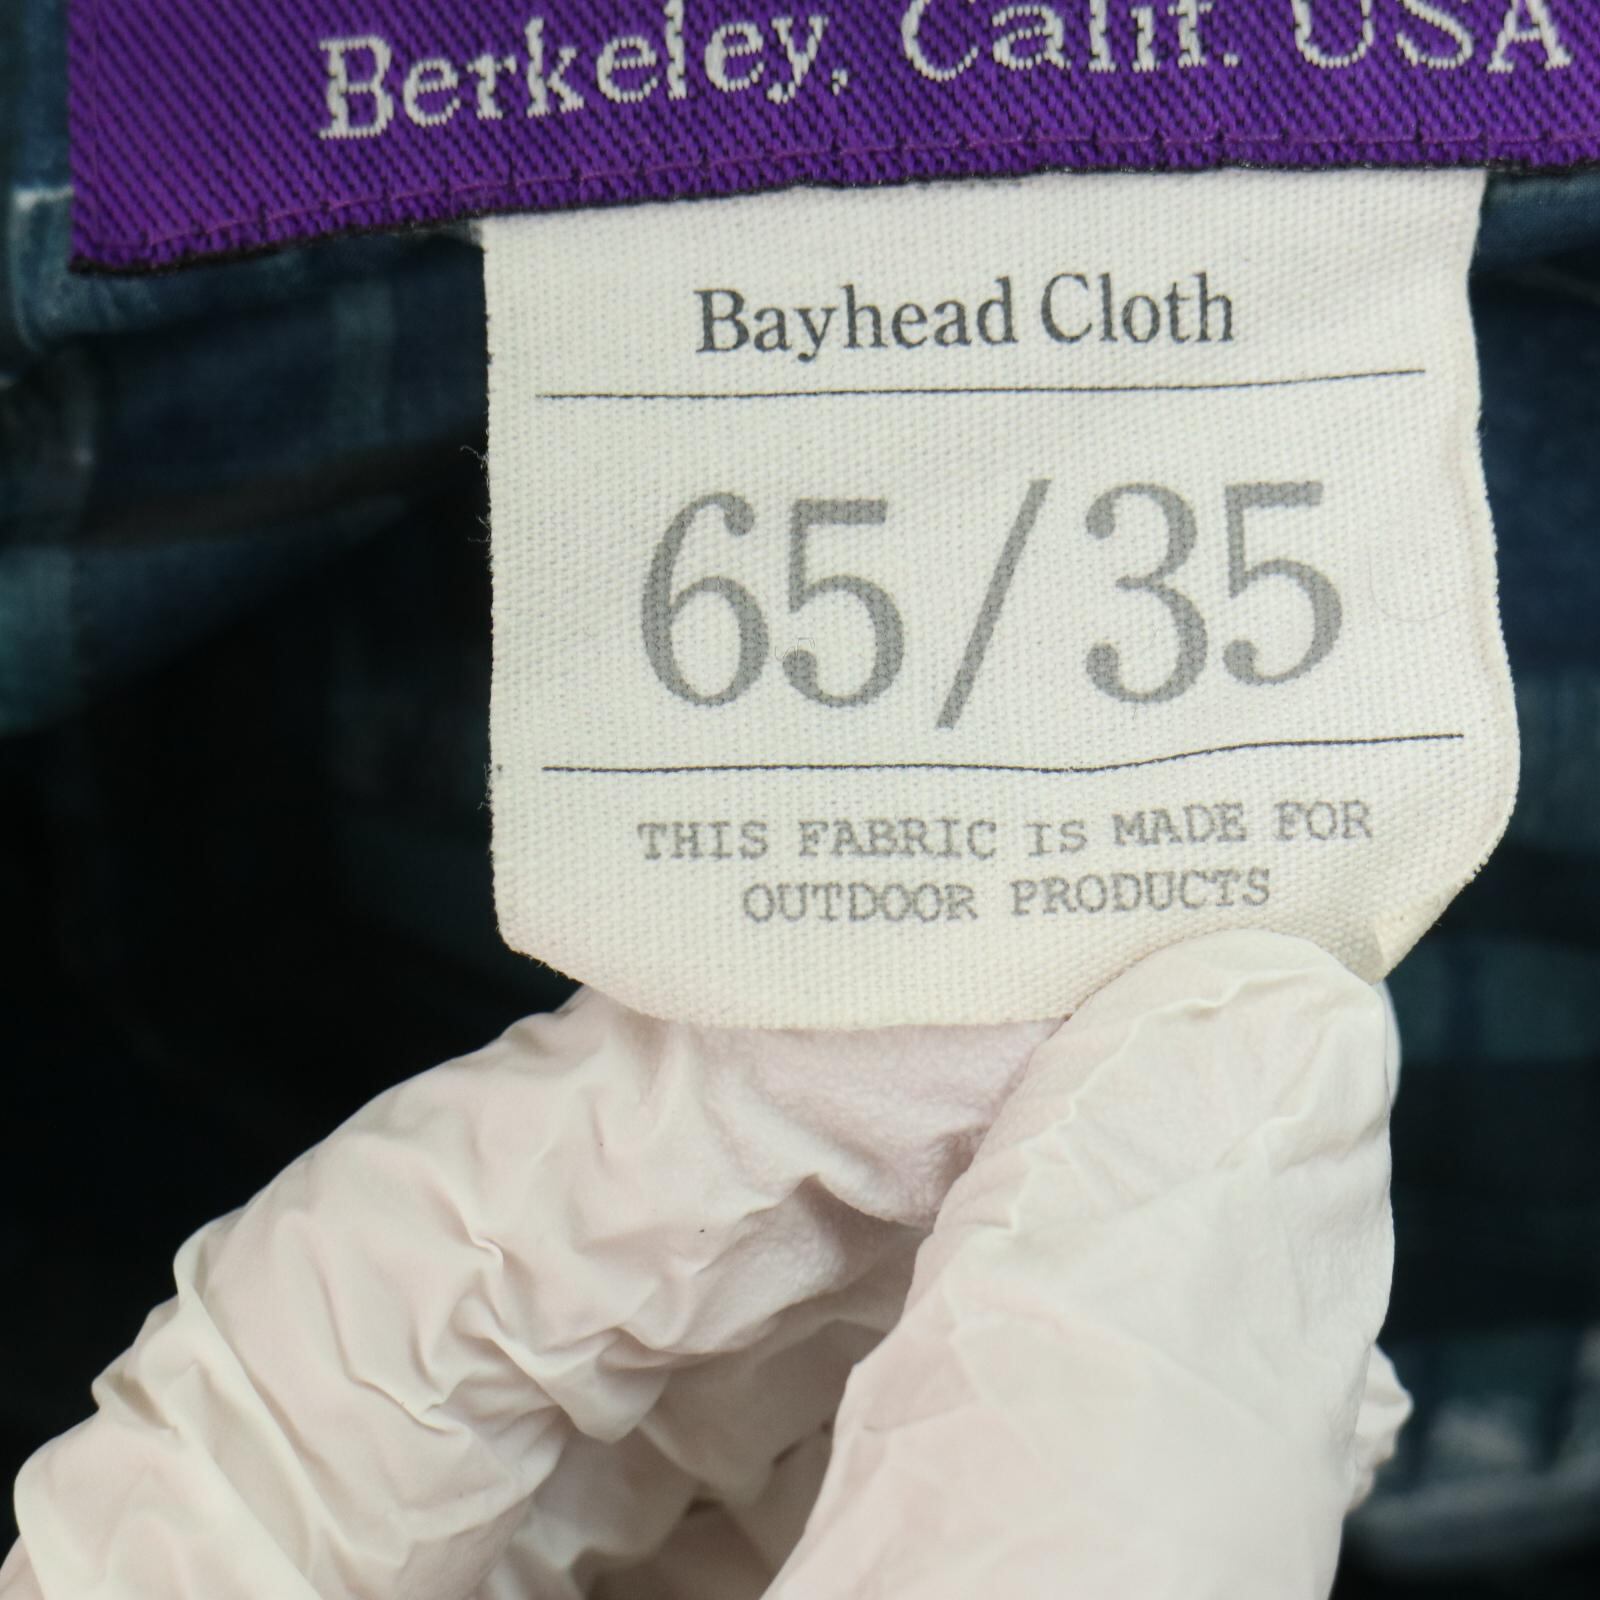 Berkeley, Calif. USA
Bayhead Cloth
65/35
THIS FABRIC IS MADE FOR
OUTDOOR PRODUCTS